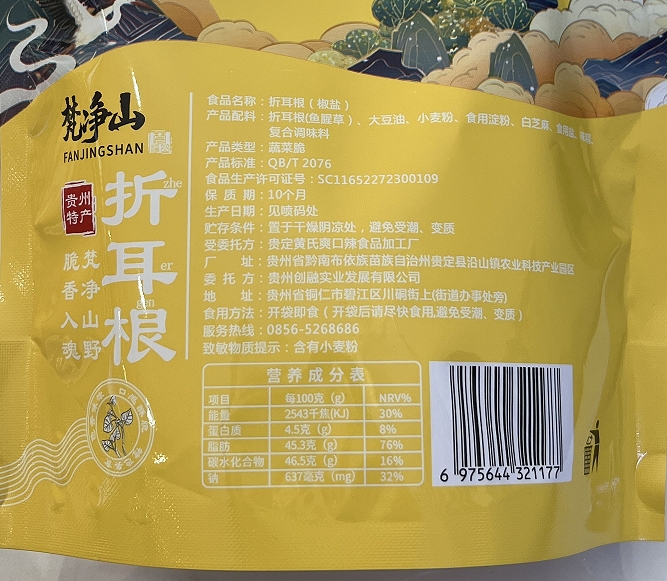 梵净山
FANJINGSHAN
贵州
特产
折耳根
zhe
er
gen
梵净山野
脆香入魂
食品名称：折耳根（椒盐）
产品配料：折耳根(鱼腥草）、大豆油、小麦粉、食用淀粉、白芝麻、食用盐、味精、
复合调味料
产品类型：蔬菜脆
产品标准：QB/T 2076
食品生产许可证号：SC11652272300109
保 质 期：10个月
生产日期：见喷码处
贮存条件：置于干燥阴凉处，避免受潮、变质
受委托方：贵定黄氏爽口辣食品加工厂
厂 址：贵州省黔南布依族苗族自治州贵定县沿山镇农业科技产业园区
委 托 方：贵州创融实业发展有限公司
地 址：贵州省铜仁市碧江区川硐街上(街道办事处旁)
食用方法：开袋即食（开袋后请尽快食用,避免受潮、变质）
服务热线：0856-5268686
致敏物质提示：含有小麦粉
营养成分表
项目 每100克(g) NRV%
能量 2543千焦(KJ) 30%
蛋白质 4.5克（g） 8%
脂肪 45.3克（g） 76%
碳水化合物 46.5克（g） 16%
钠 637毫克（mg） 32%
6 975644 321177